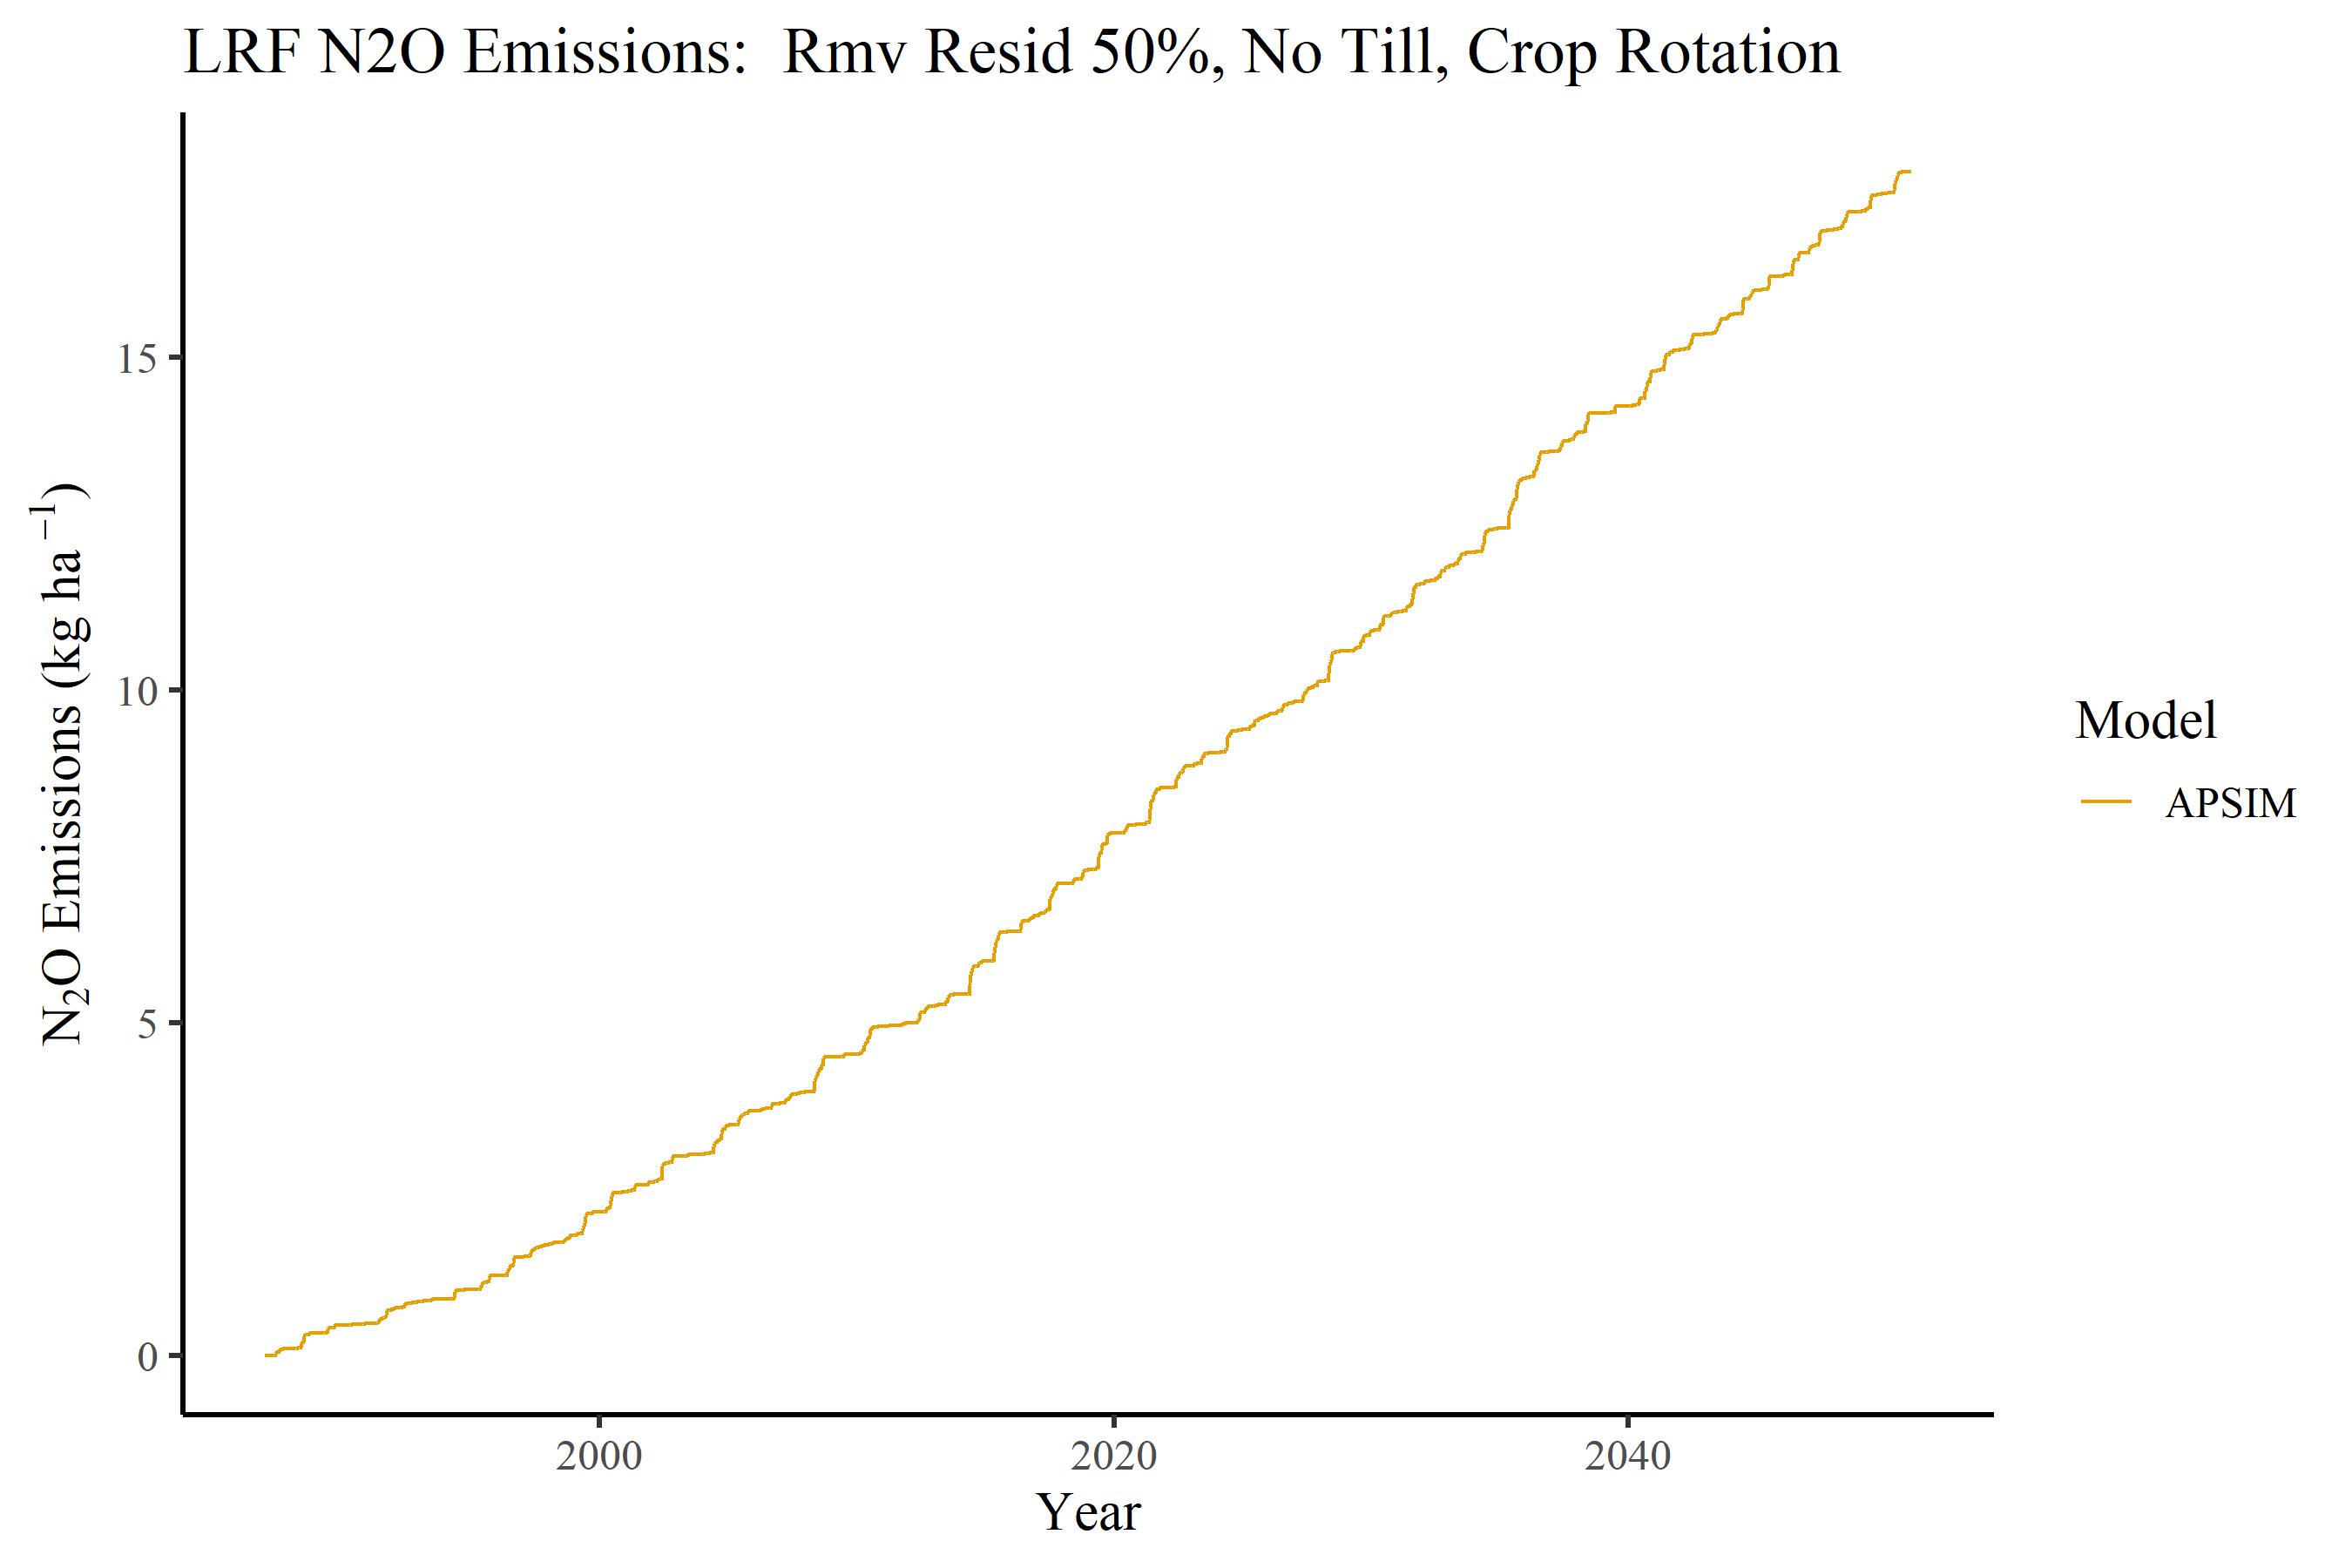 LRF N2O Emissions:  Rmv Resid 50%, No Till, Crop Rotation
N₂O Emissions (kg ha⁻¹)
15
10
5
0
2000 2020 2040
Year
Model
APSIM